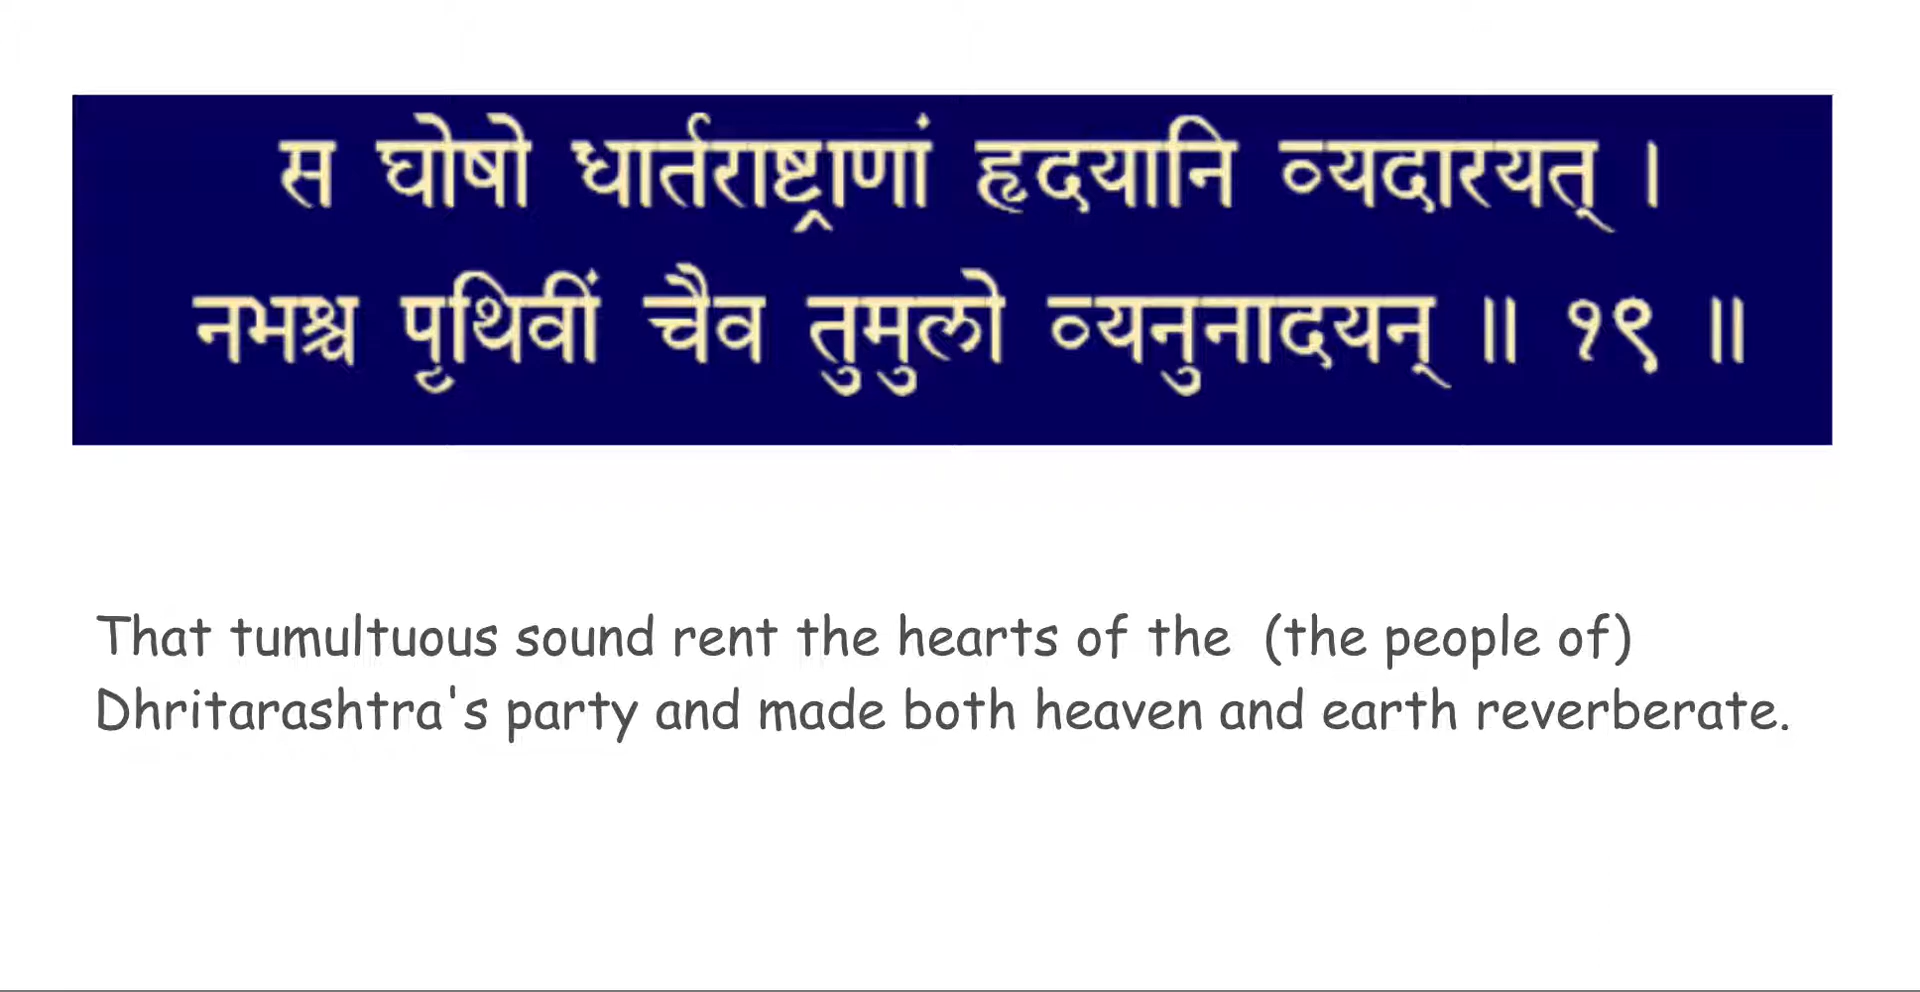 स घोषो धार्तराष्ट्राणां हृदयानि व्यदारयत् ।
नभश्च पृथिवीं चैव तुमुलो व्यनुनादयन् ॥ १९ ॥
That tumultuous sound rent the hearts of the  (the people of)
Dhritarashtra's party and made both heaven and earth reverberate.